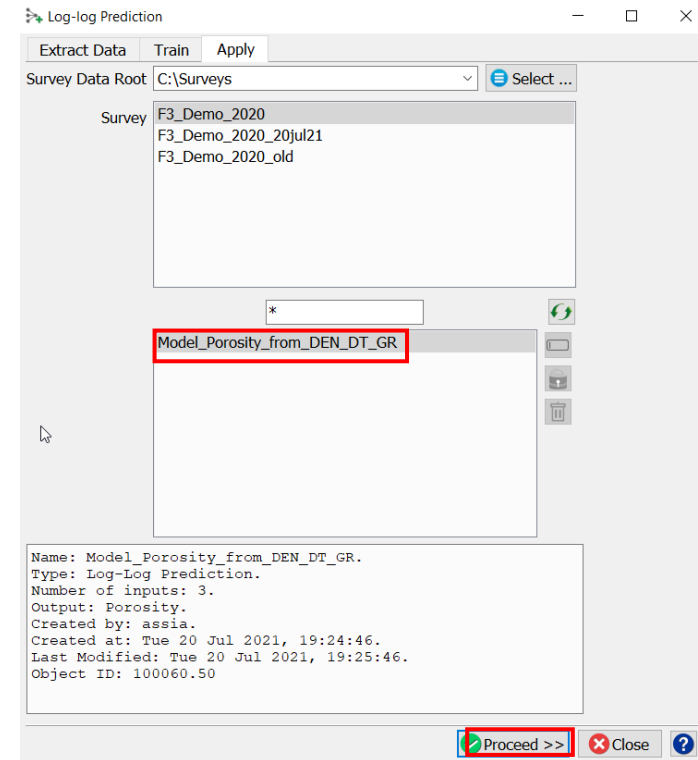 Log-log Prediction
Extract Data Train Apply
Survey Data Root C:\Surveys Select ...
Survey F3_Demo_2020
F3_Demo_2020_20jul21
F3_Demo_2020_old
*
Model_Porosity_from_DEN_DT_GR
Name: Model_Porosity_from_DEN_DT_GR.
Type: Log-Log Prediction.
Number of inputs: 3.
Output: Porosity.
Created by: assia.
Created at: Tue 20 Jul 2021, 19:24:46.
Last Modified: Tue 20 Jul 2021, 19:25:46.
Object ID: 100060.50
Proceed >> Close ?